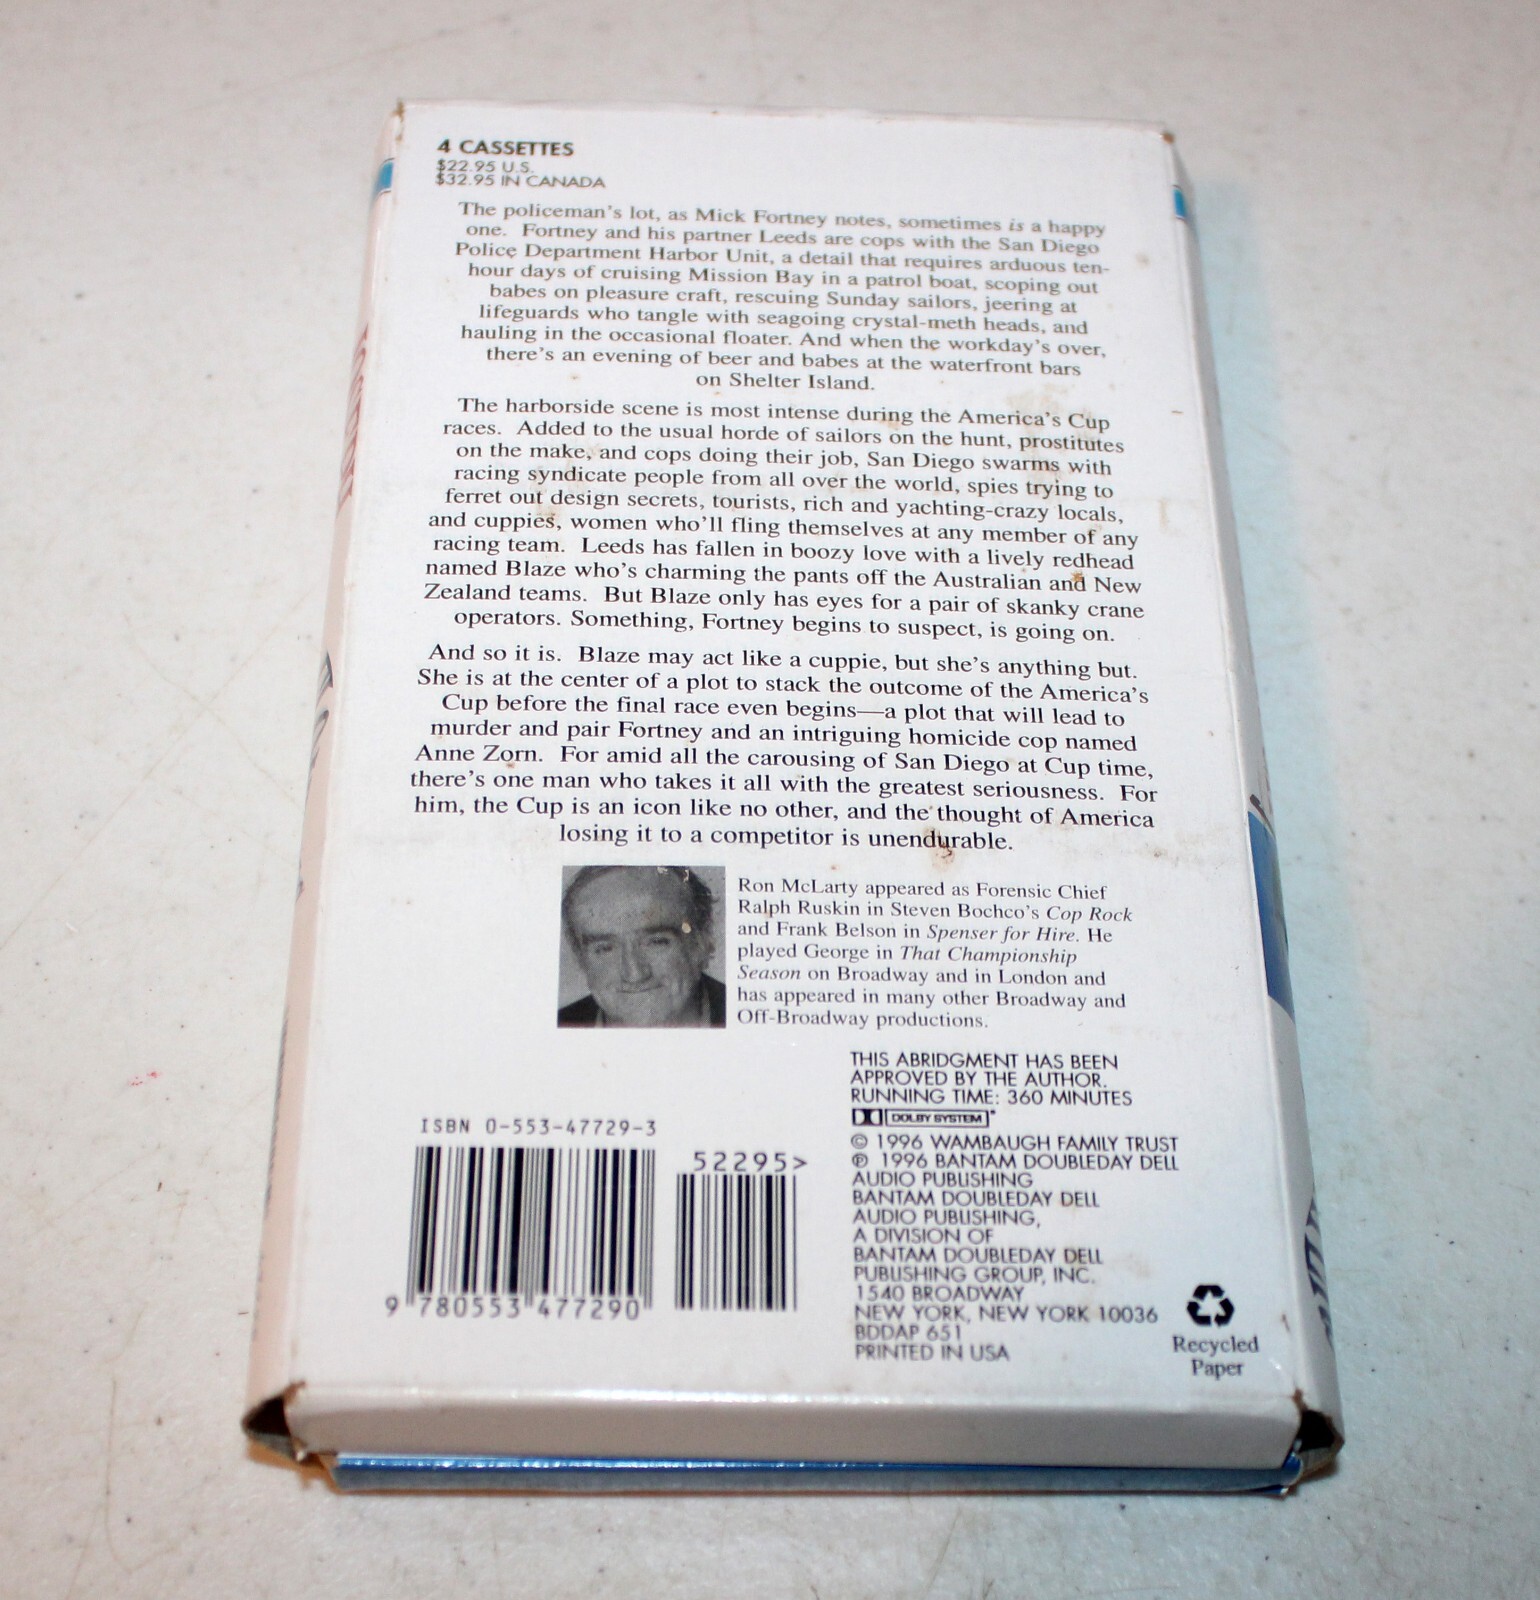 4 CASSETTES
$22.95 U.S.
$32.95 IN CANADA
The policeman's lot, as Mick Fortney notes, sometimes is a happy
one. Fortney and his partner Leeds are cops with the San Diego
Police Department Harbor Unit, a detail that requires arduous ten-
hour days of cruising Mission Bay in a patrol boat, scoping out
babes on pleasure craft, rescuing Sunday sailors, jeering at
lifeguards who tangle with seagoing crystal-meth heads, and
hauling in the occasional floater. And when the workday's over,
there's an evening of beer and babes at the waterfront bars
on Shelter Island.
The harborside scene is most intense during the America's Cup
races. Added to the usual horde of sailors on the hunt, prostitutes
on the make, and cops doing their job, San Diego swarms with
racing syndicate people from all over the world, spies trying to
ferret out design secrets, tourists, rich and yachting-crazy locals,
and cuppies, women who'll fling themselves at any member of any
racing team. Leeds has fallen in boozy love with a lively redhead
named Blaze who's charming the pants off the Australian and New
Zealand teams. But Blaze only has eyes for a pair of skanky crane
operators. Something, Fortney begins to suspect, is going on.
And so it is. Blaze may act like a cuppie, but she's anything but.
She is at the center of a plot to stack the outcome of the America's
Cup before the final race even begins—a plot that will lead to
murder and pair Fortney and an intriguing homicide cop named
Anne Zorn. For amid all the carousing of San Diego at Cup time,
there's one man who takes it all with the greatest seriousness. For
him, the Cup is an icon like no other, and the thought of America
losing it to a competitor is unendurable.
Ron McLarty appeared as Forensic Chief
Ralph Ruskin in Steven Bochco's Cop Rock
and Frank Belson in Spenser for Hire. He
played George in That Championship
Season on Broadway and in London and
has appeared in many other Broadway and
Off-Broadway productions.
THIS ABRIDGMENT HAS BEEN
APPROVED BY THE AUTHOR.
RUNNING TIME: 360 MINUTES
DOLBY SYSTEM
© 1996 WAMBAUGH FAMILY TRUST
℗ 1996 BANTAM DOUBLEDAY DELL
AUDIO PUBLISHING
BANTAM DOUBLEDAY DELL
AUDIO PUBLISHING,
A DIVISION OF
BANTAM DOUBLEDAY DELL
PUBLISHING GROUP, INC.
1540 BROADWAY
NEW YORK, NEW YORK 10036
BDDAP 651
PRINTED IN USA
ISBN 0-553-47729-3
52295>
9 780553 477290
Recycled
Paper